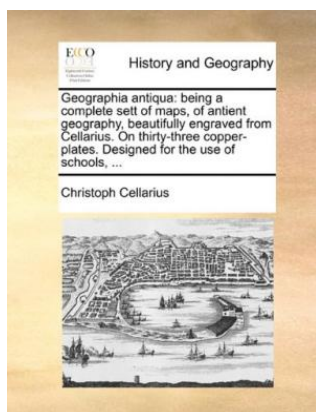 ECCO
History and Geography
Geographia antiqua: being a
complete sett of maps, of antient
geography, beautifully engraved from
Cellarius. On thirty-three copper-
plates. Designed for the use of
schools, ...
Christoph Cellarius